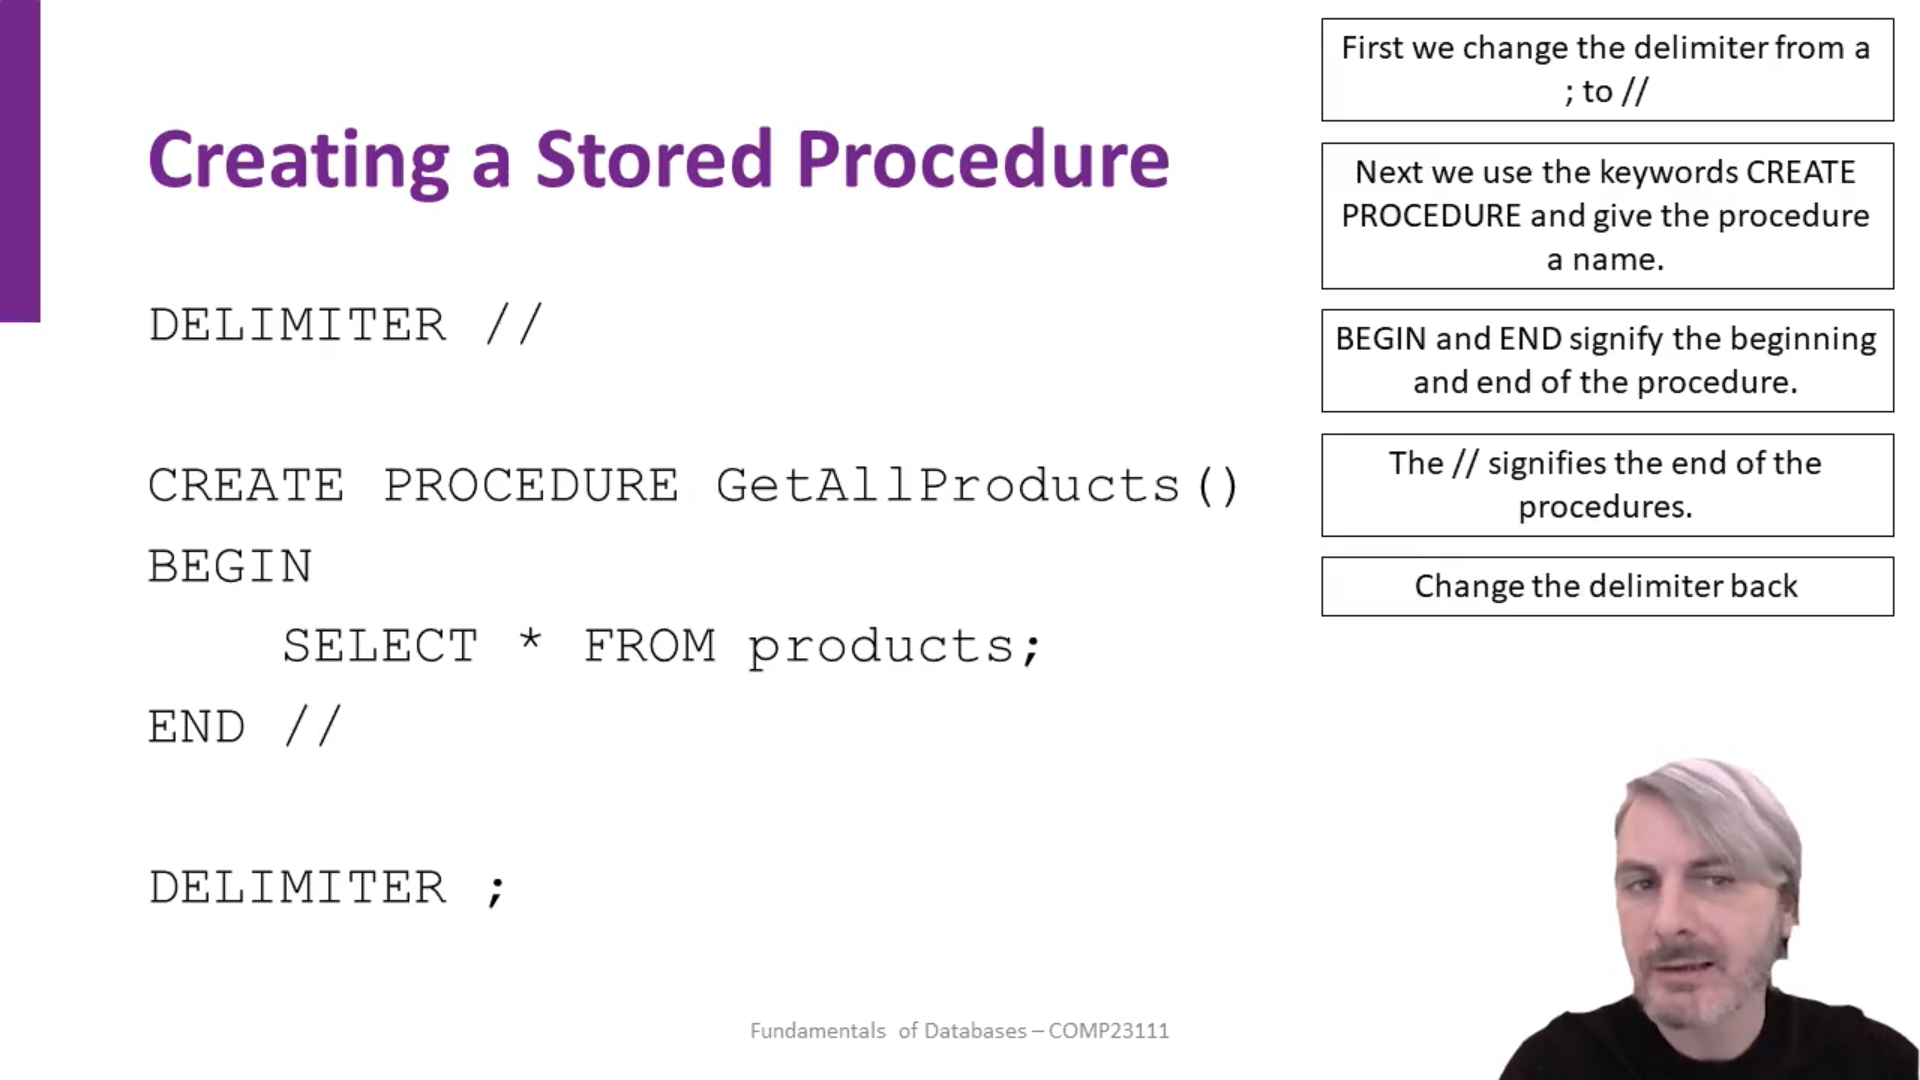 Creating a Stored Procedure
DELIMITER //
CREATE PROCEDURE GetAllProducts()
BEGIN
SELECT * FROM products;
END //
DELIMITER ;
First we change the delimiter from a
; to //
Next we use the keywords CREATE
PROCEDURE and give the procedure
a name.
BEGIN and END signify the beginning
and end of the procedure.
The // signifies the end of the
procedures.
Change the delimiter back
Fundamentals of Databases – COMP23111